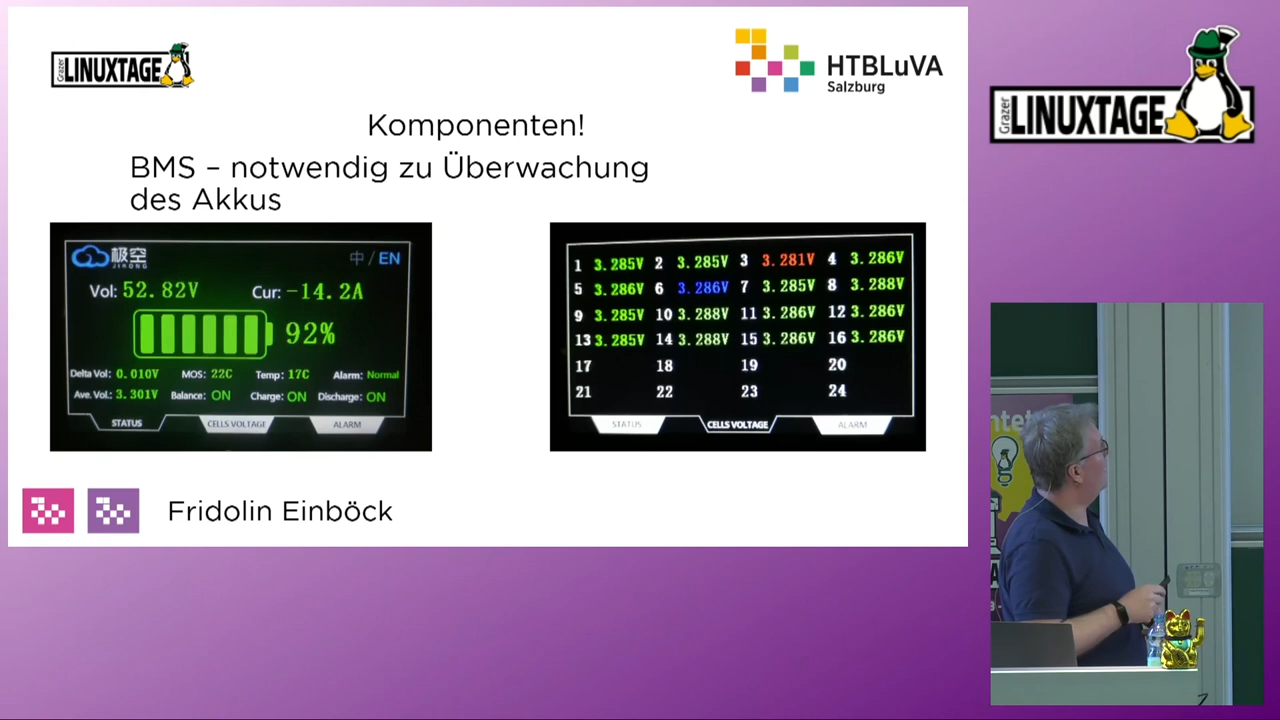 Grazer
LINUXTAGE
HTBLuVA
Salzburg
Komponenten!
BMS – notwendig zu Überwachung
des Akkus
极空
JIKONG
中/EN
Vol: 52.82V Cur: -14.2A
92%
Delta Vol: 0.010V MOS: 22C Temp: 17C Alarm: Normal
Ave. Vol.: 3.301V Balance: ON Charge: ON Discharge: ON
STATUS CELLS VOLTAGE ALARM
1 3.285V 2 3.285V 3 3.281V 4 3.286V
5 3.286V 6 3.286V 7 3.285V 8 3.288V
9 3.285V 10 3.288V 11 3.286V 12 3.286V
13 3.285V 14 3.288V 15 3.286V 16 3.286V
17 18 19 20
21 22 23 24
STATUS CELLS VOLTAGE ALARM
Fridolin Einböck
Grazer
LINUXTAGE